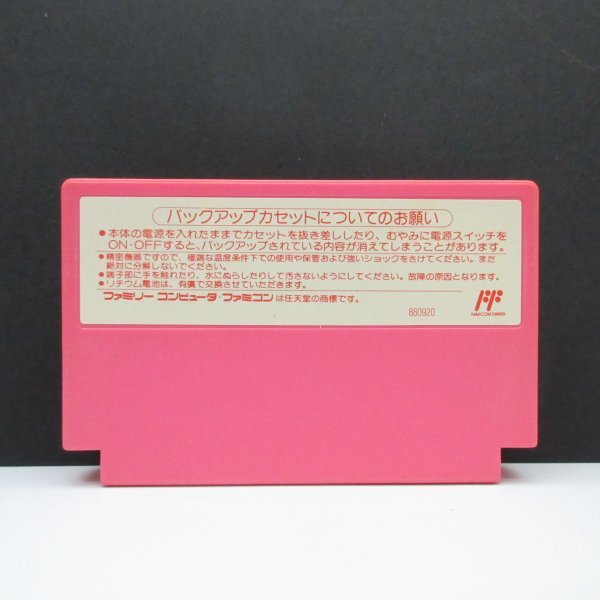 バックアップカセットについてのお願い
●本体の電源を入れたままでカセットを抜き差ししたり、むやみに電源スイッチを
ON・OFFすると、バックアップされている内容が消えてしまうことがあります。
●精密機器ですので、極端な温度条件下での使用や保管および強いショックをさけてください。また
絶対に分解しないでください。
●端子部に手を触れたり、水にぬらしたりして汚さないようにしてください。故障の原因となります。
●リチウム電池は、有償で交換させていただきます。
ファミリーコンピュータ・ファミコンは任天堂の商標です。
880920
FAMICOM FAMILY